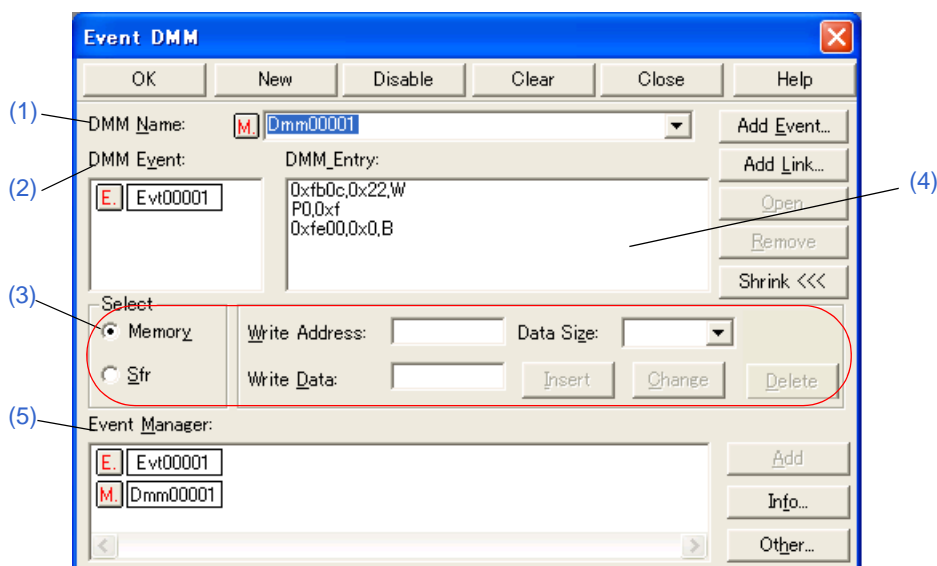 Event DMM
OK New Disable Clear Close Help
(1) DMM Name: M. Dmm00001 Add Event...
(2) DMM Event: DMM_Entry: Add Link...
E. Evt00001
0xfb0c,0x22,W
P0,0xf
0xfe00,0x0,B
(4)
Open
Remove
Shrink <<<
(3) Select
Memory Write Address: Data Size:
Sfr Write Data: Insert Change Delete
(5) Event Manager:
E. Evt00001 Add
M. Dmm00001 Info...
Other...